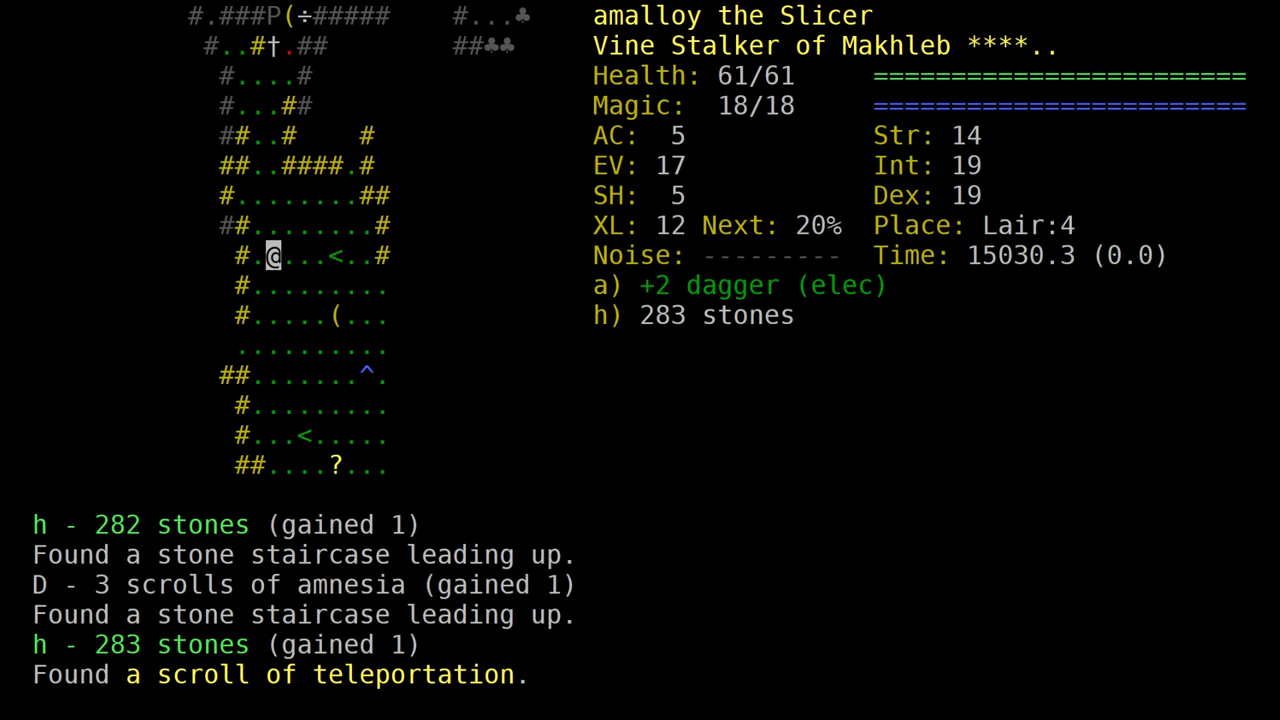 #.###P(÷#####    #...♣    amalloy the Slicer
#..#†.##        ##♣♣    Vine Stalker of Makhleb ****..
#....#    Health: 61/61    ========================
#...##    Magic:  18/18    ========================
##..#    #    AC:  5    Str: 14
##..####.#    EV: 17    Int: 19
#........##    SH:  5    Dex: 19
##........#    XL: 12 Next: 20%    Place: Lair:4
#.@...<..#    Noise: ---------    Time: 15030.3 (0.0)
#.........    a) +2 dagger (elec)
#.....(...    h) 283 stones
..........
##.......^.
#.........
#...<.....
##....?...
h - 282 stones (gained 1)
Found a stone staircase leading up.
D - 3 scrolls of amnesia (gained 1)
Found a stone staircase leading up.
h - 283 stones (gained 1)
Found a scroll of teleportation.